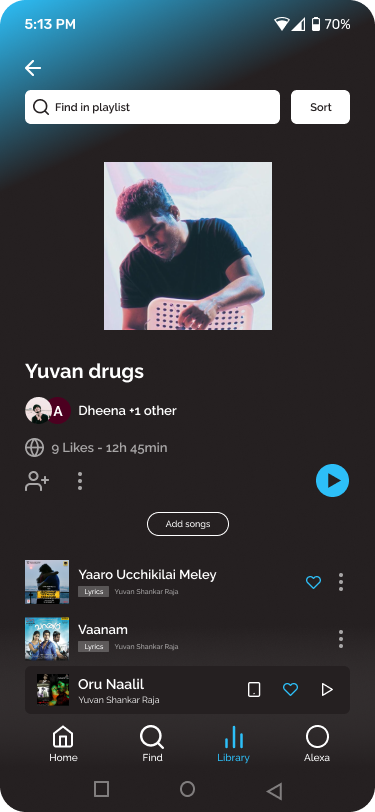 5:13 PM
70%
Find in playlist
Sort
Yuvan drugs
A
Dheena +1 other
9 Likes - 12h 45min
Add songs
Yaaro Ucchikilai Meley
Lyrics Yuvan Shankar Raja
Vaanam
Lyrics Yuvan Shankar Raja
Oru Naalil
Yuvan Shankar Raja
Home
Find
Library
Alexa